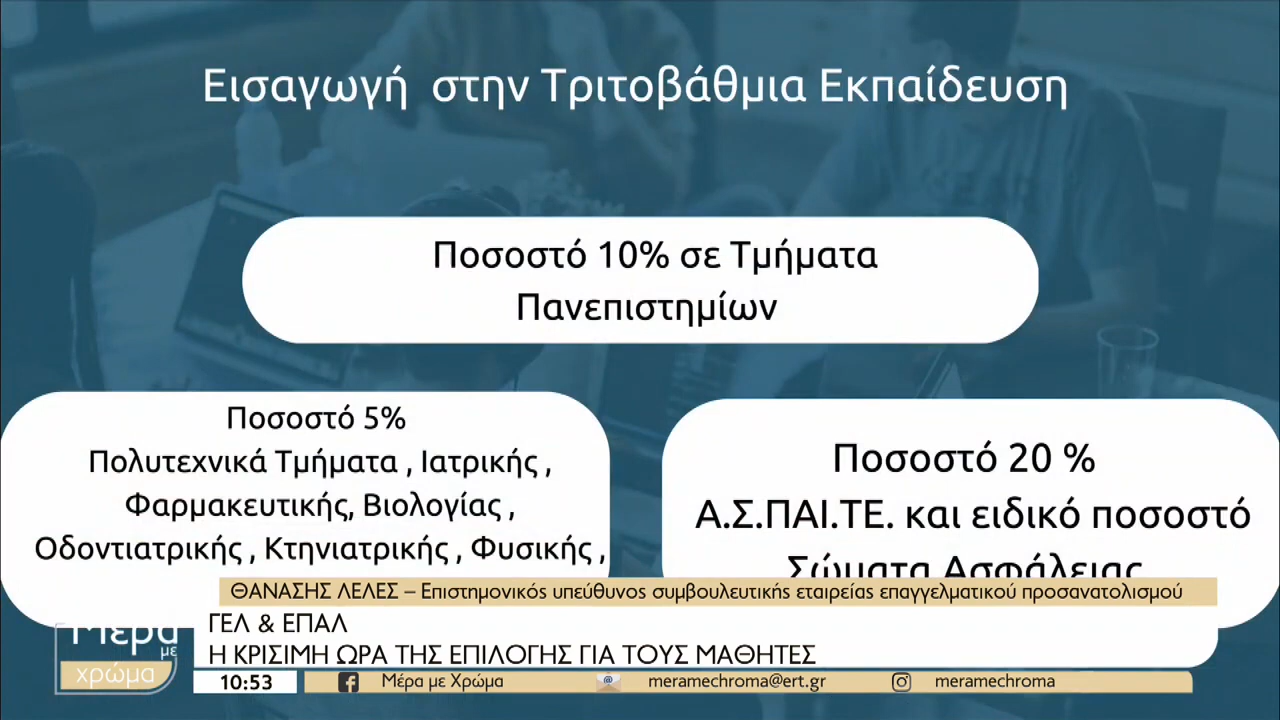 Εισαγωγή στην Τριτοβάθμια Εκπαίδευση
Ποσοστό 10% σε Τμήματα
Πανεπιστημίων
Ποσοστό 5%
Πολυτεχνικά Τμήματα , Ιατρικής ,
Φαρμακευτικής, Βιολογίας ,
Οδοντιατρικής , Κτηνιατρικής , Φυσικής ,
Ποσοστό 20 %
Α.Σ.ΠΑΙ.ΤΕ. και ειδικό ποσοστό
Σώματα Ασφάλειας
ΘΑΝΑΣΗΣ ΛΕΛΕΣ – Επιστημονικός υπεύθυνος συμβουλευτικής εταιρείας επαγγελματικού προσανατολισμού
ΓΕΛ & ΕΠΑΛ
Η ΚΡΙΣΙΜΗ ΩΡΑ ΤΗΣ ΕΠΙΛΟΓΗΣ ΓΙΑ ΤΟΥΣ ΜΑΘΗΤΕΣ
Μέρα
με
χρώμα
10:53 Μέρα με Χρώμα meramechroma@ert.gr meramechroma